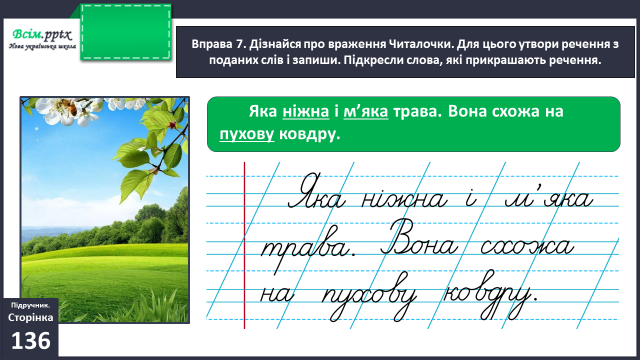 Всім.pptx
Нова українська школа
Вправа 7. Дізнайся про враження Читалочки. Для цього утвори речення з
поданих слів і запиши. Підкресли слова, які прикрашають речення.
Яка ніжна і м’яка трава. Вона схожа на
пухову ковдру.
Яка ніжна і м’яка
трава. Вона схожа
на пухову ковдру.
Підручник.
Сторінка
136